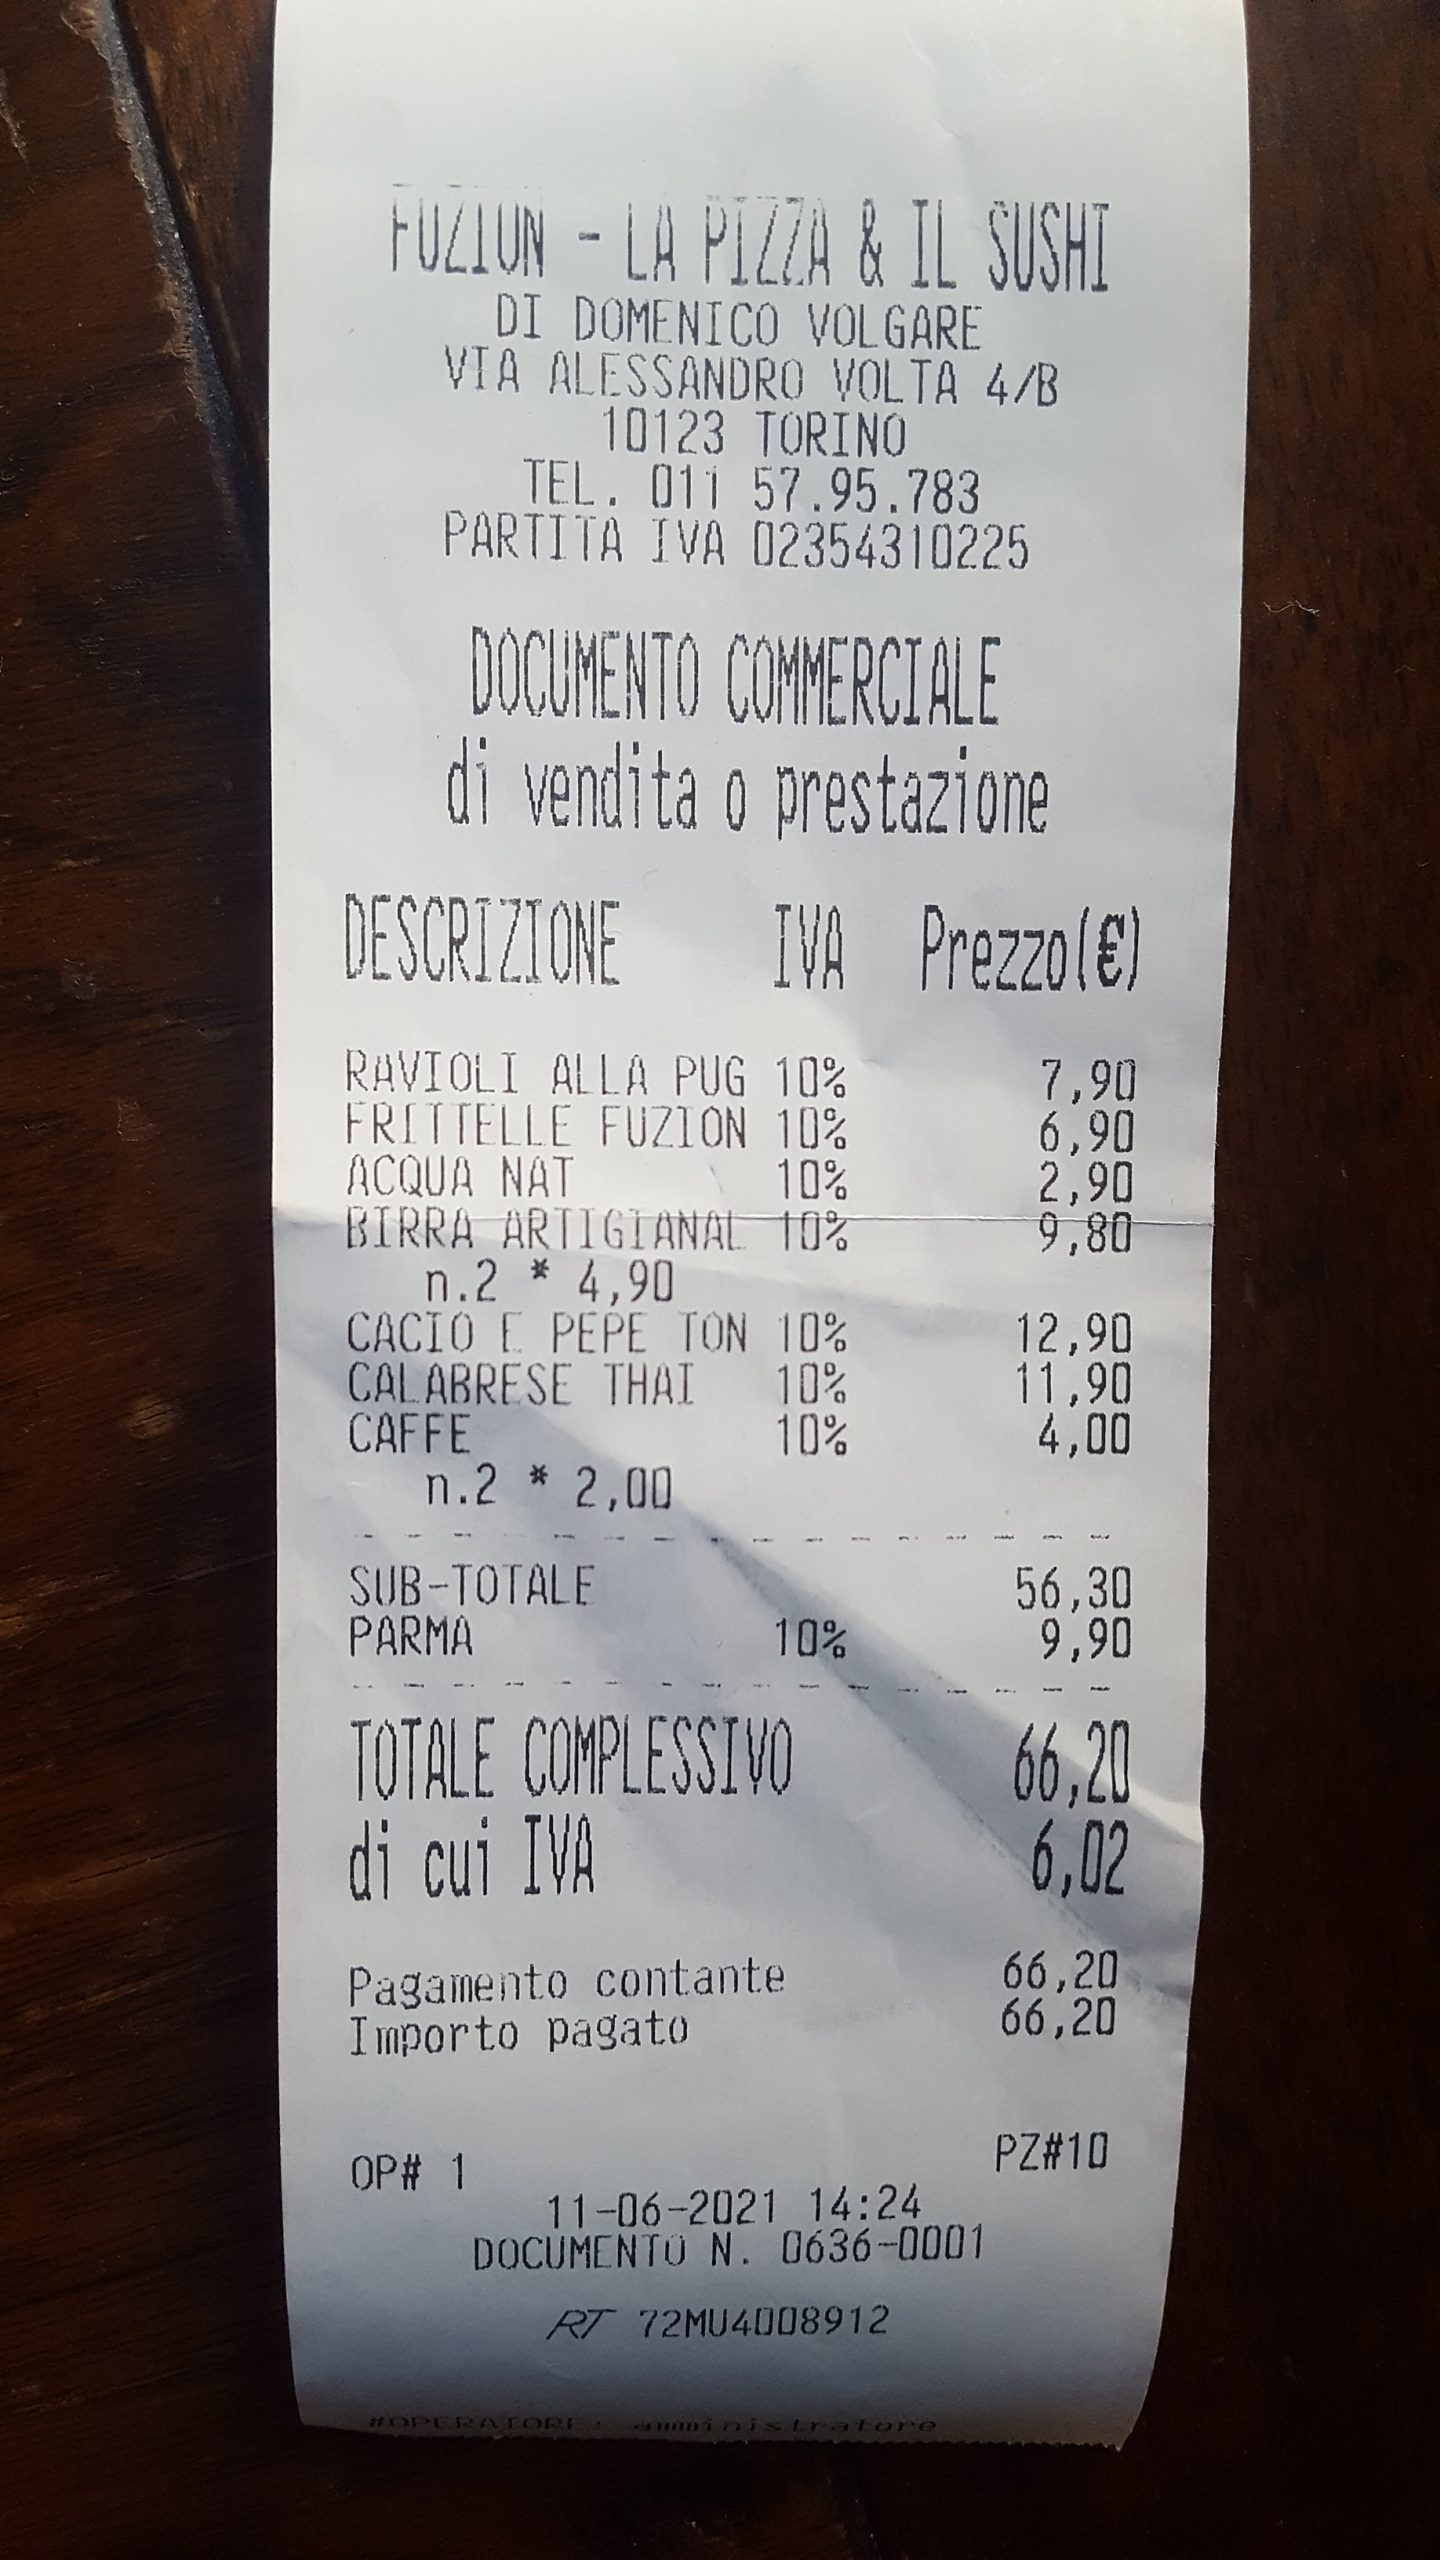 FUZION - LA PIZZA & IL SUSHI
DI DOMENICO VOLGARE
VIA ALESSANDRO VOLTA 4/B
10123 TORINO
TEL. 011 57.95.783
PARTITA IVA 02354310225
DOCUMENTO COMMERCIALE
di vendita o prestazione
DESCRIZIONE IVA Prezzo(€)
RAVIOLI ALLA PUG 10% 7,90
FRITTELLE FUZION 10% 6,90
ACQUA NAT 10% 2,90
BIRRA ARTIGIANAL 10% 9,80
n.2 * 4,90
CACIO E PEPE TON 10% 12,90
CALABRESE THAI 10% 11,90
CAFFE 10% 4,00
n.2 * 2,00
SUB-TOTALE 56,30
PARMA 10% 9,90
TOTALE COMPLESSIVO 66,20
di cui IVA 6,02
Pagamento contante 66,20
Importo pagato 66,20
OP# 1 PZ#10
11-06-2021 14:24
DOCUMENTO N. 0636-0001
RT 72MU4008912
#OPERATORE: amministratore